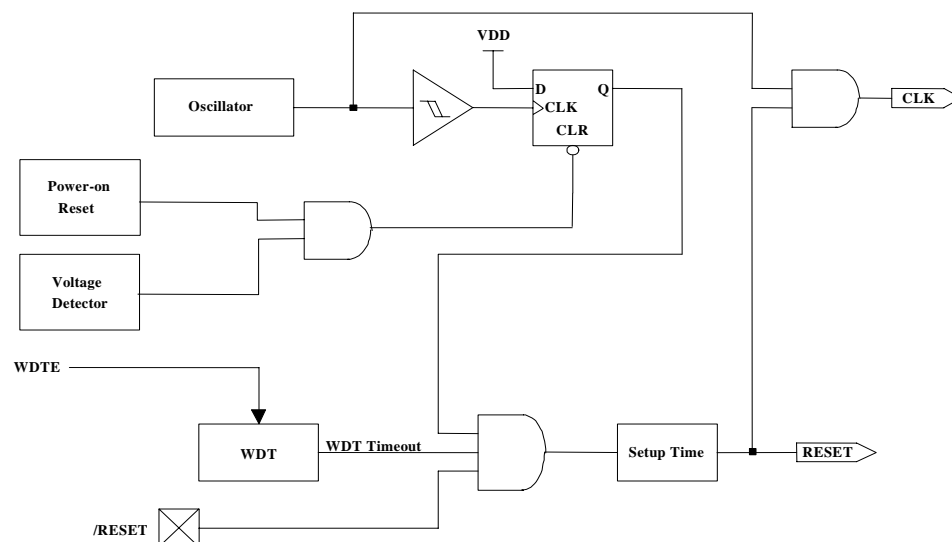 VDD
Oscillator
D
Q
CLK
CLR
CLK
Power-on
Reset
Voltage
Detector
WDTE
WDT
WDT Timeout
Setup Time
RESET
/RESET